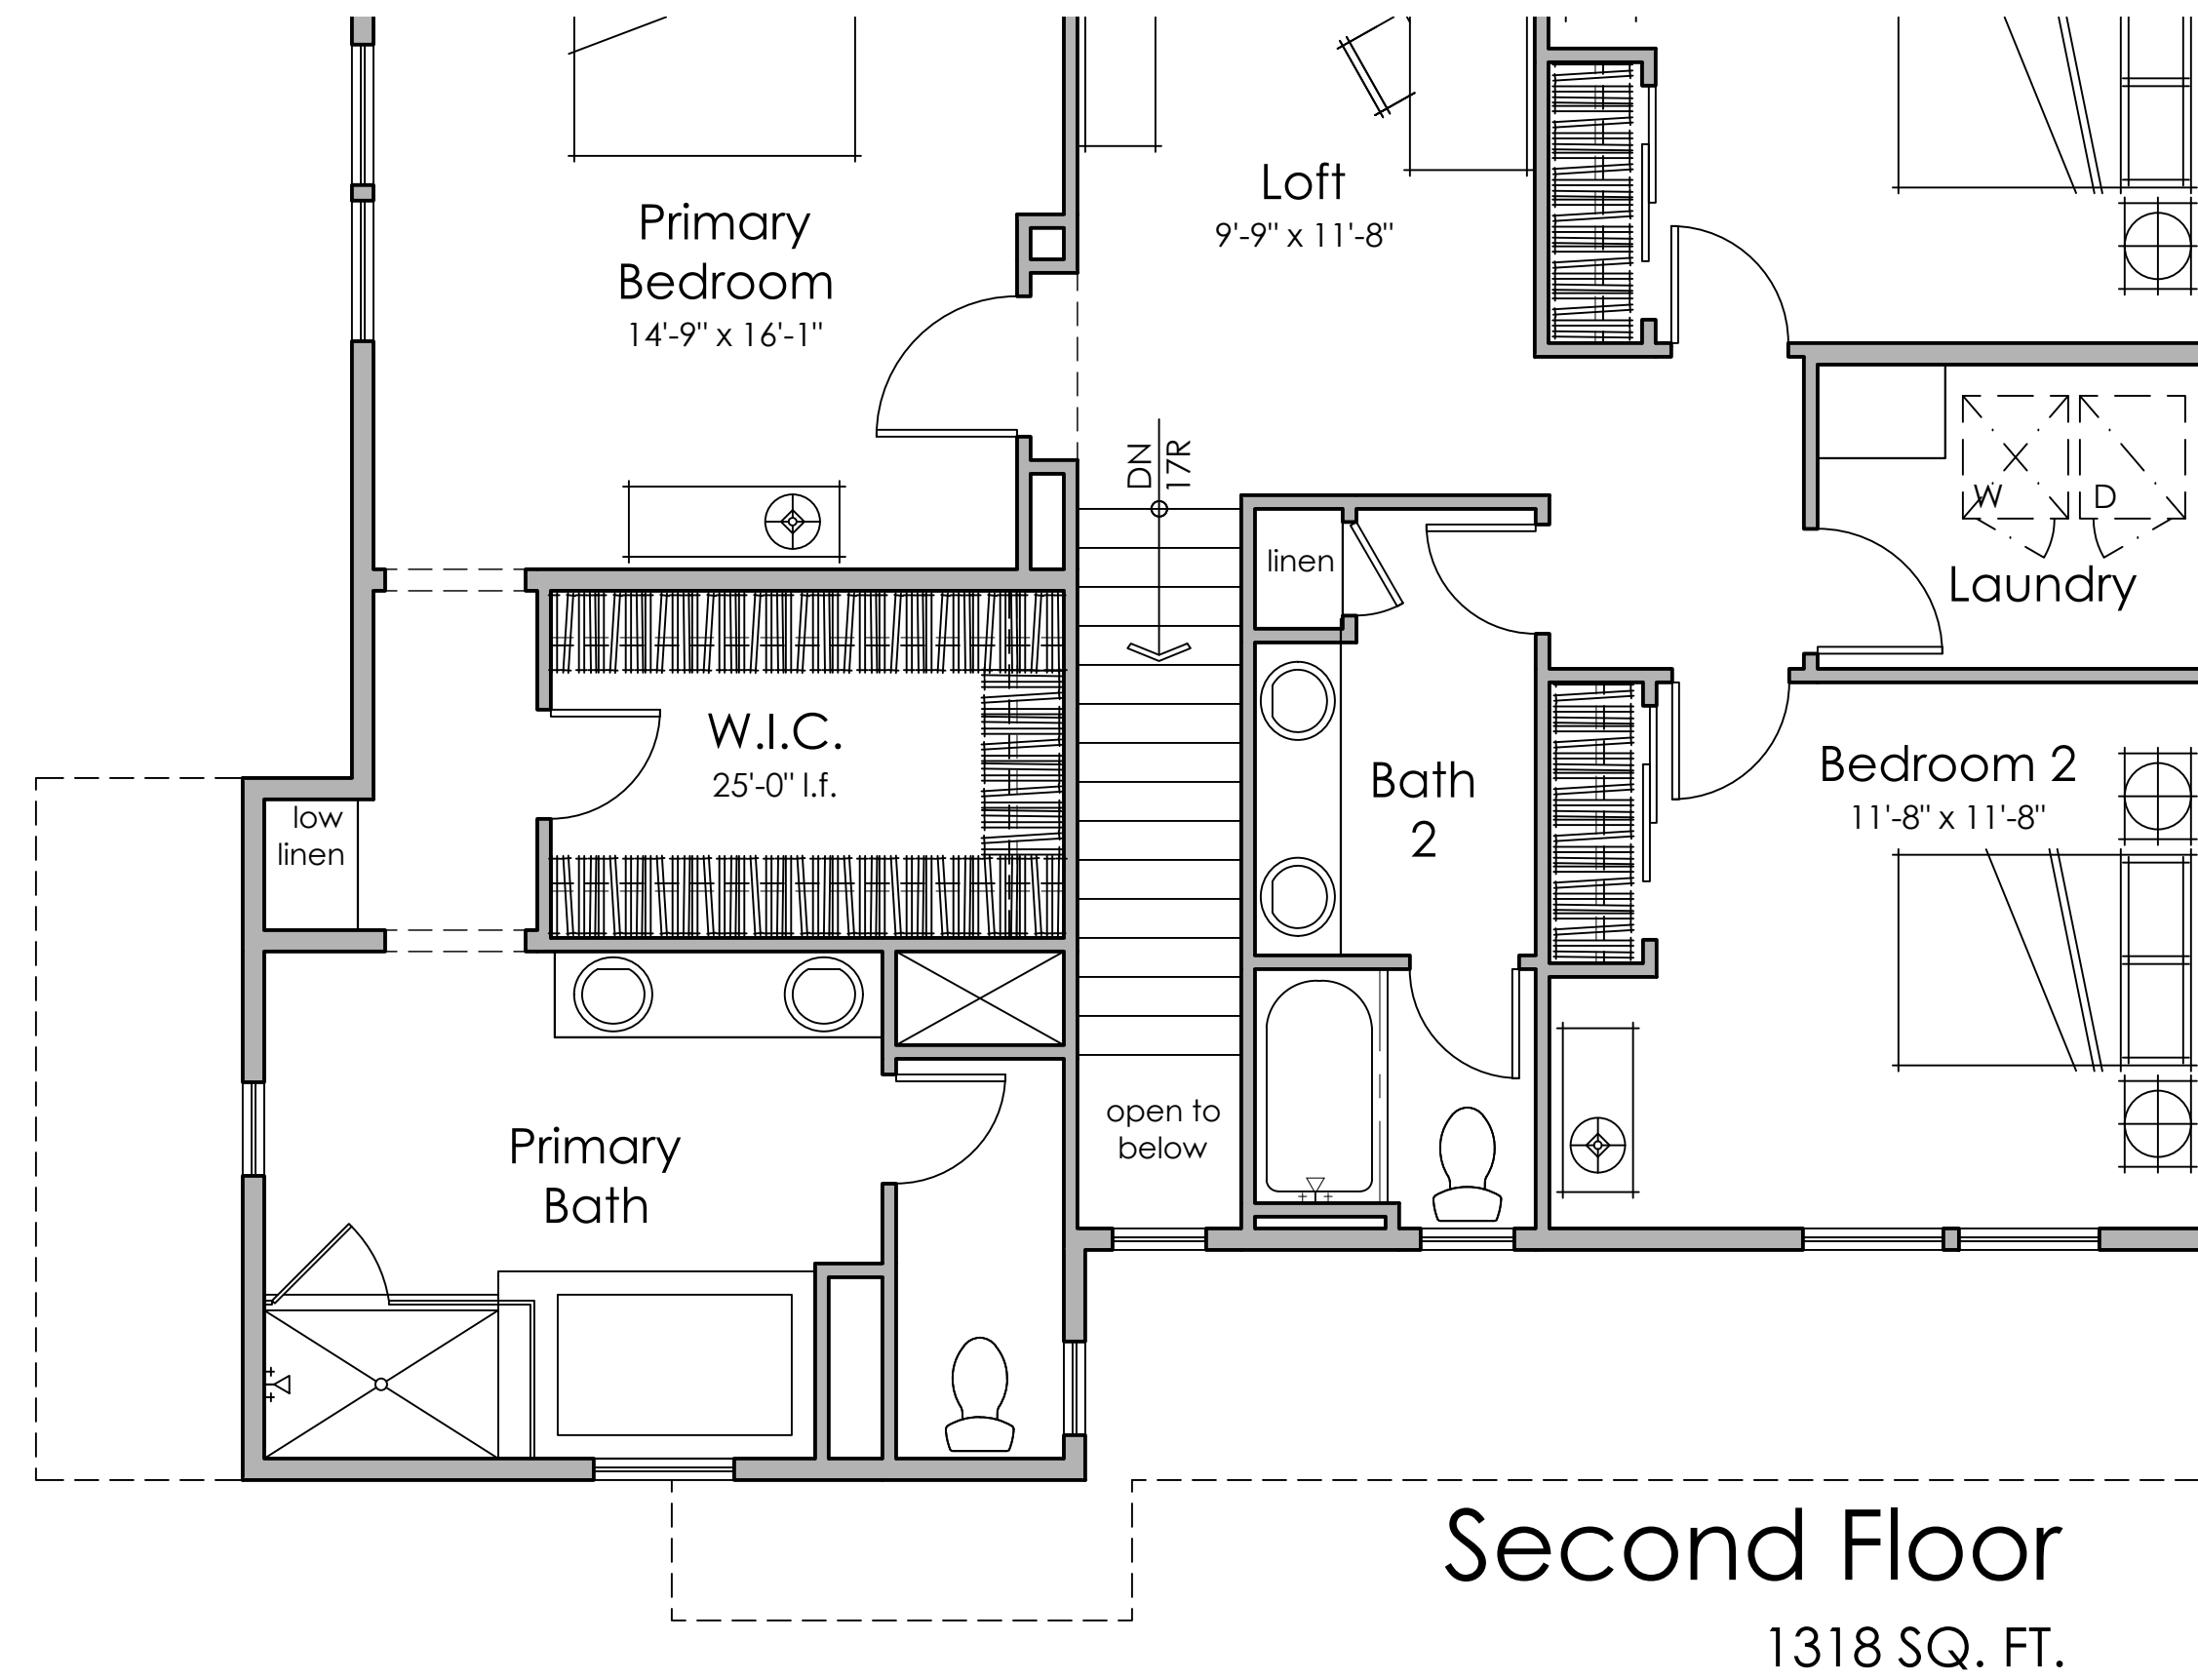 Primary
Bedroom
14'-9" x 16'-1"
Loft
9'-9" x 11'-8"
DN
17R
linen
W
D
Laundry
W.I.C.
25'-0" l.f.
low
linen
Bath
2
Bedroom 2
11'-8" x 11'-8"
Primary
Bath
open to
below
Second Floor
1318 SQ. FT.